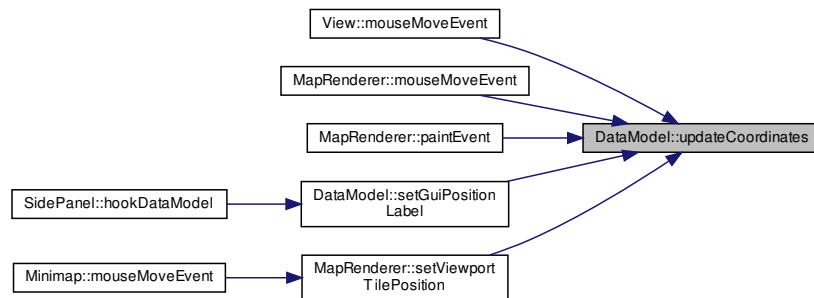 View::mouseMoveEvent
MapRenderer::mouseMoveEvent
MapRenderer::paintEvent
DataModel::updateCoordinates
SidePanel::hookDataModel
DataModel::setGuiPosition
Label
Minimap::mouseMoveEvent
MapRenderer::setViewport
TilePosition